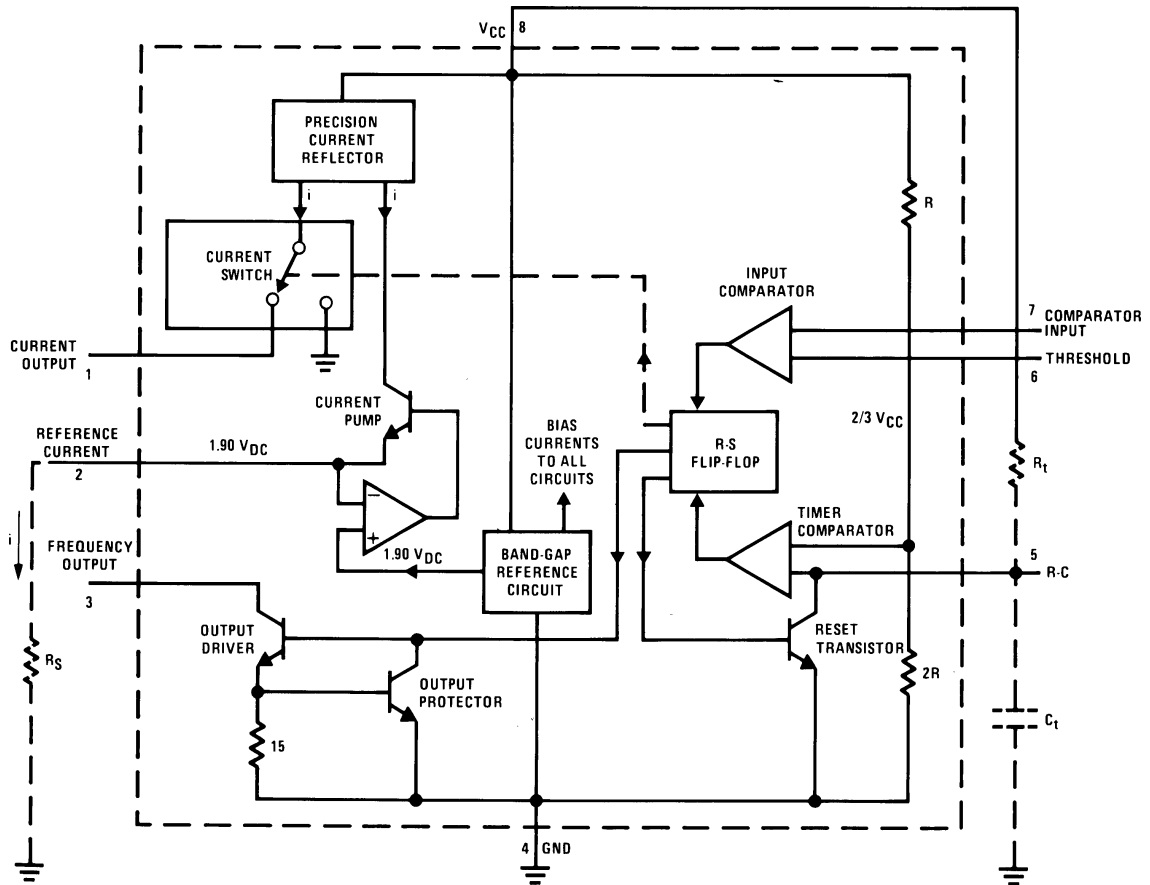 VCC 8
PRECISION
CURRENT
REFLECTOR
i i
R
CURRENT
SWITCH
INPUT
COMPARATOR
7 COMPARATOR
INPUT
CURRENT
OUTPUT
1
THRESHOLD
6
CURRENT
PUMP
BIAS
CURRENTS
TO ALL
CIRCUITS
2/3 VCC
R-S
FLIP-FLOP
REFERENCE
CURRENT
2
1.90 VDC
Rt
−
+
TIMER
COMPARATOR
i
FREQUENCY
OUTPUT
3
1.90 VDC
BAND-GAP
REFERENCE
CIRCUIT
5
R-C
OUTPUT
DRIVER
RESET
TRANSISTOR
RS
OUTPUT
PROTECTOR
2R
15
Ct
4 GND